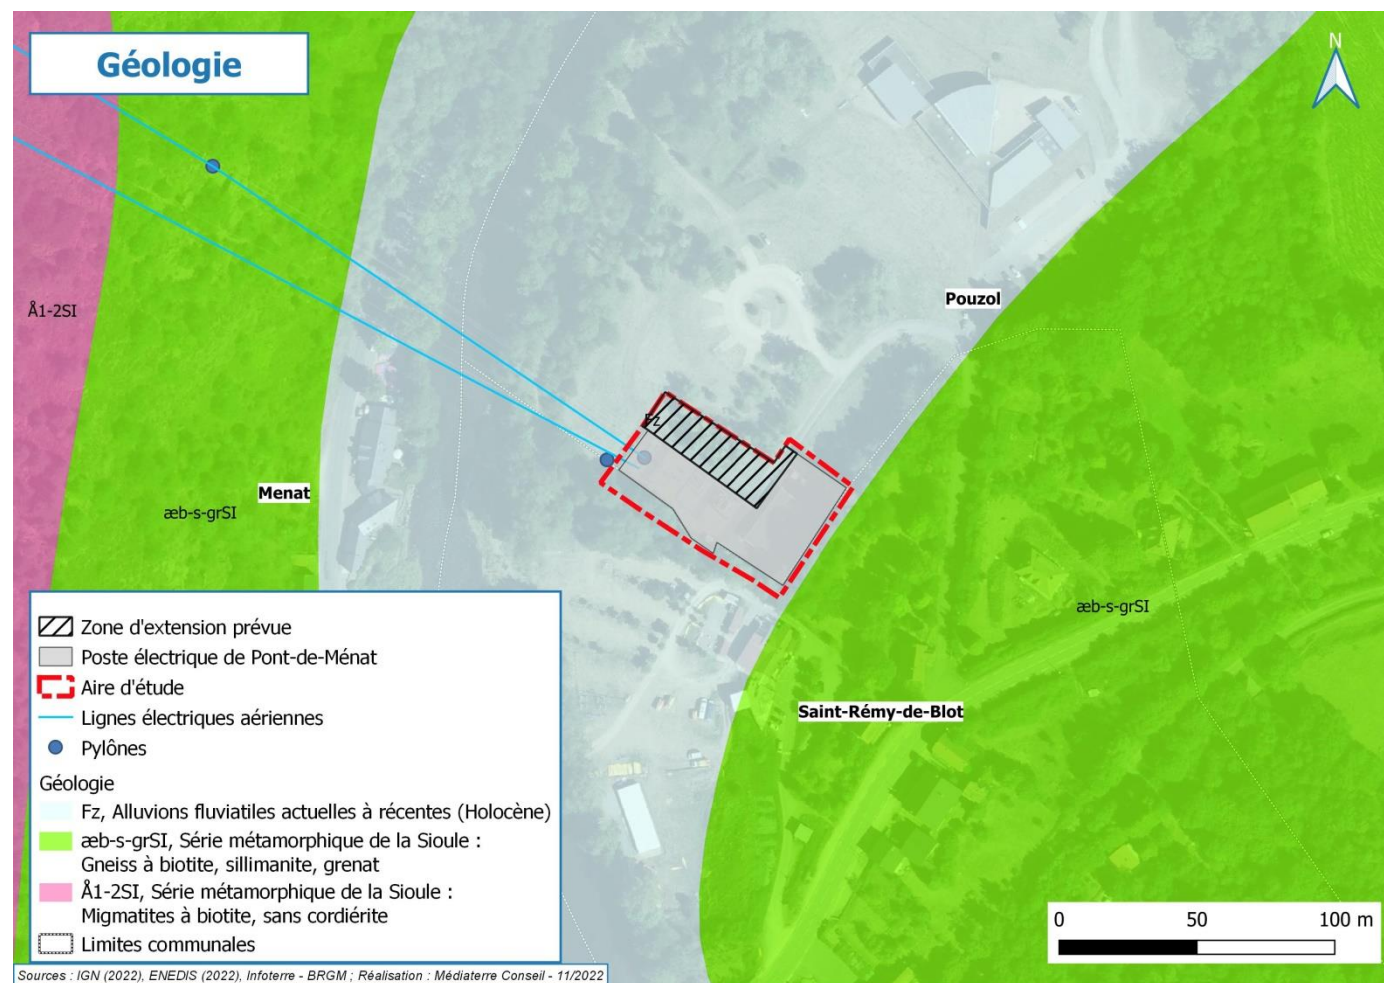 Géologie
N
Å1-2SI
Pouzol
Fz
Menat
æb-s-grSI
æb-s-grSI
Saint-Rémy-de-Blot
Zone d'extension prévue
Poste électrique de Pont-de-Ménat
Aire d'étude
Lignes électriques aériennes
Pylônes
Géologie
Fz, Alluvions fluviatiles actuelles à récentes (Holocène)
æb-s-grSI, Série métamorphique de la Sioule :
Gneiss à biotite, sillimanite, grenat
Å1-2SI, Série métamorphique de la Sioule :
Migmatites à biotite, sans cordiérite
Limites communales
0 50 100 m
Sources : IGN (2022), ENEDIS (2022), Infoterre - BRGM ; Réalisation : Médiaterre Conseil - 11/2022